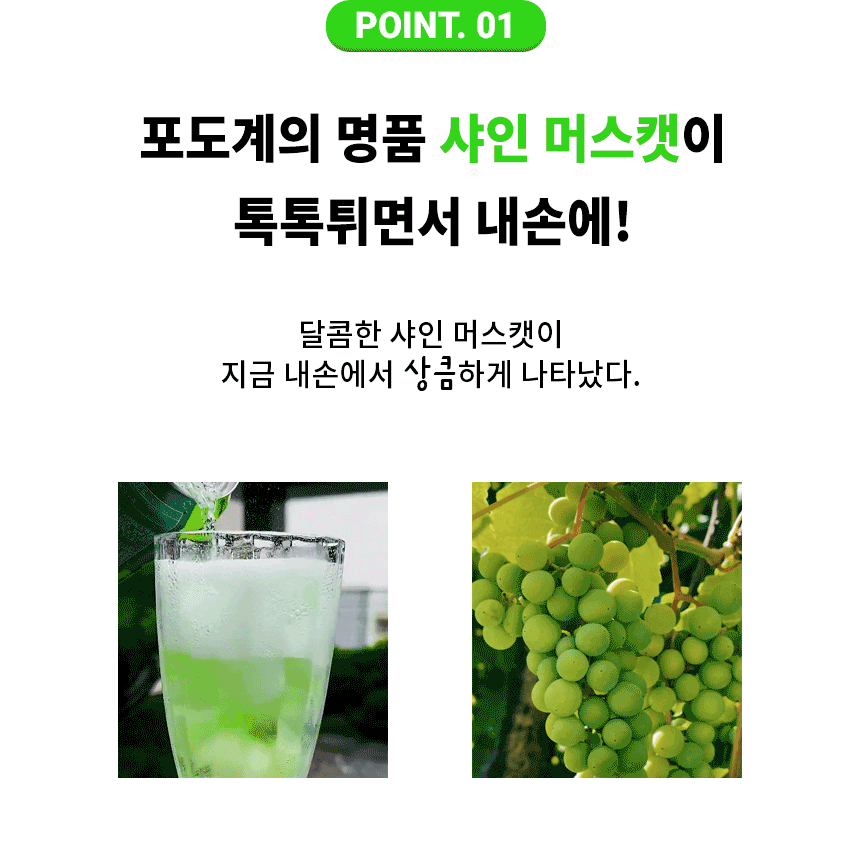 POINT. 01
포도계의 명품 샤인 머스캣이
톡톡튀면서 내손에!
달콤한 샤인 머스캣이
지금 내손에서 상큼하게 나타났다.